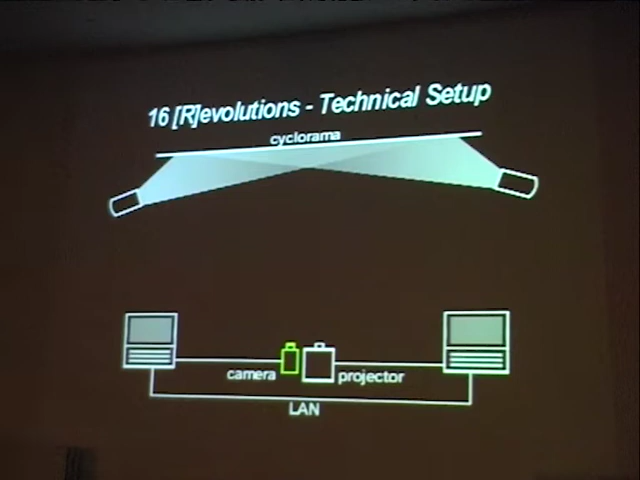 16 [R]evolutions - Technical Setup
cyclorama
camera
projector
LAN